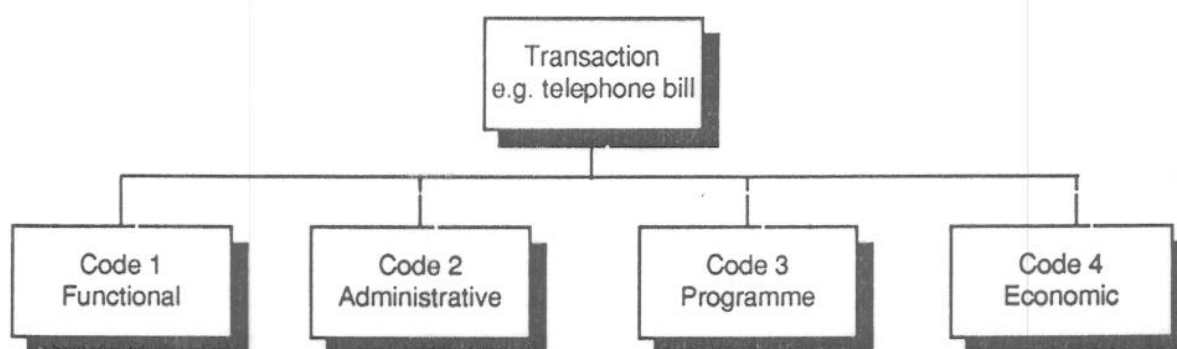 Transaction
e.g. telephone bill
Code 1
Functional
Code 2
Administrative
Code 3
Programme
Code 4
Economic